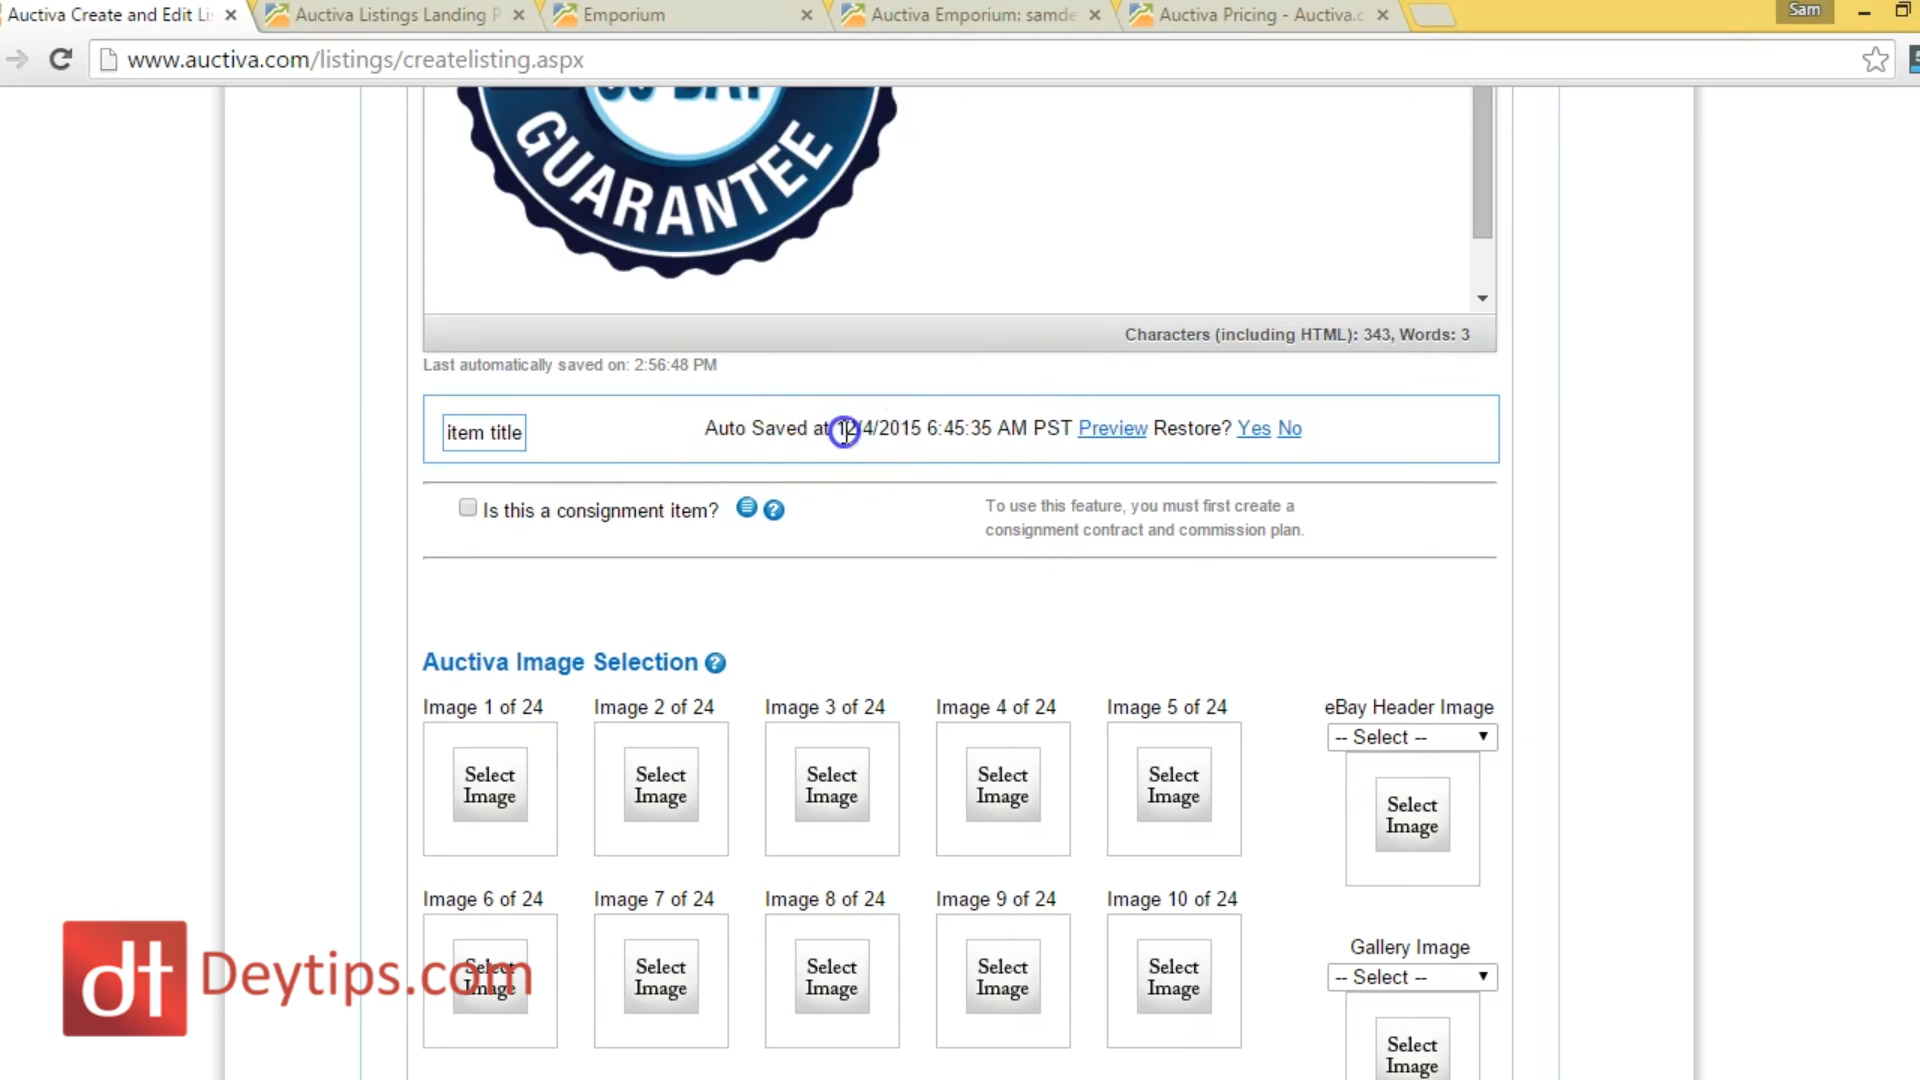 Auctiva Create and Edit Li
Auctiva Listings Landing P
Emporium
Auctiva Emporium: samde
Auctiva Pricing - Auctiva.c
Sam
www.auctiva.com/listings/createlisting.aspx
GUARANTEE
Characters (including HTML): 343, Words: 3
Last automatically saved on: 2:56:48 PM
item title
Auto Saved at 12/4/2015 6:45:35 AM PST Preview Restore? Yes No
Is this a consignment item?
To use this feature, you must first create a
consignment contract and commission plan.
Auctiva Image Selection
Image 1 of 24
Image 2 of 24
Image 3 of 24
Image 4 of 24
Image 5 of 24
eBay Header Image
-- Select --
Select
Image
Select
Image
Select
Image
Select
Image
Select
Image
Select
Image
Image 6 of 24
Image 7 of 24
Image 8 of 24
Image 9 of 24
Image 10 of 24
Gallery Image
-- Select --
Select
Image
Select
Image
Select
Image
Select
Image
Select
Image
Select
Image
dt Deytips.com